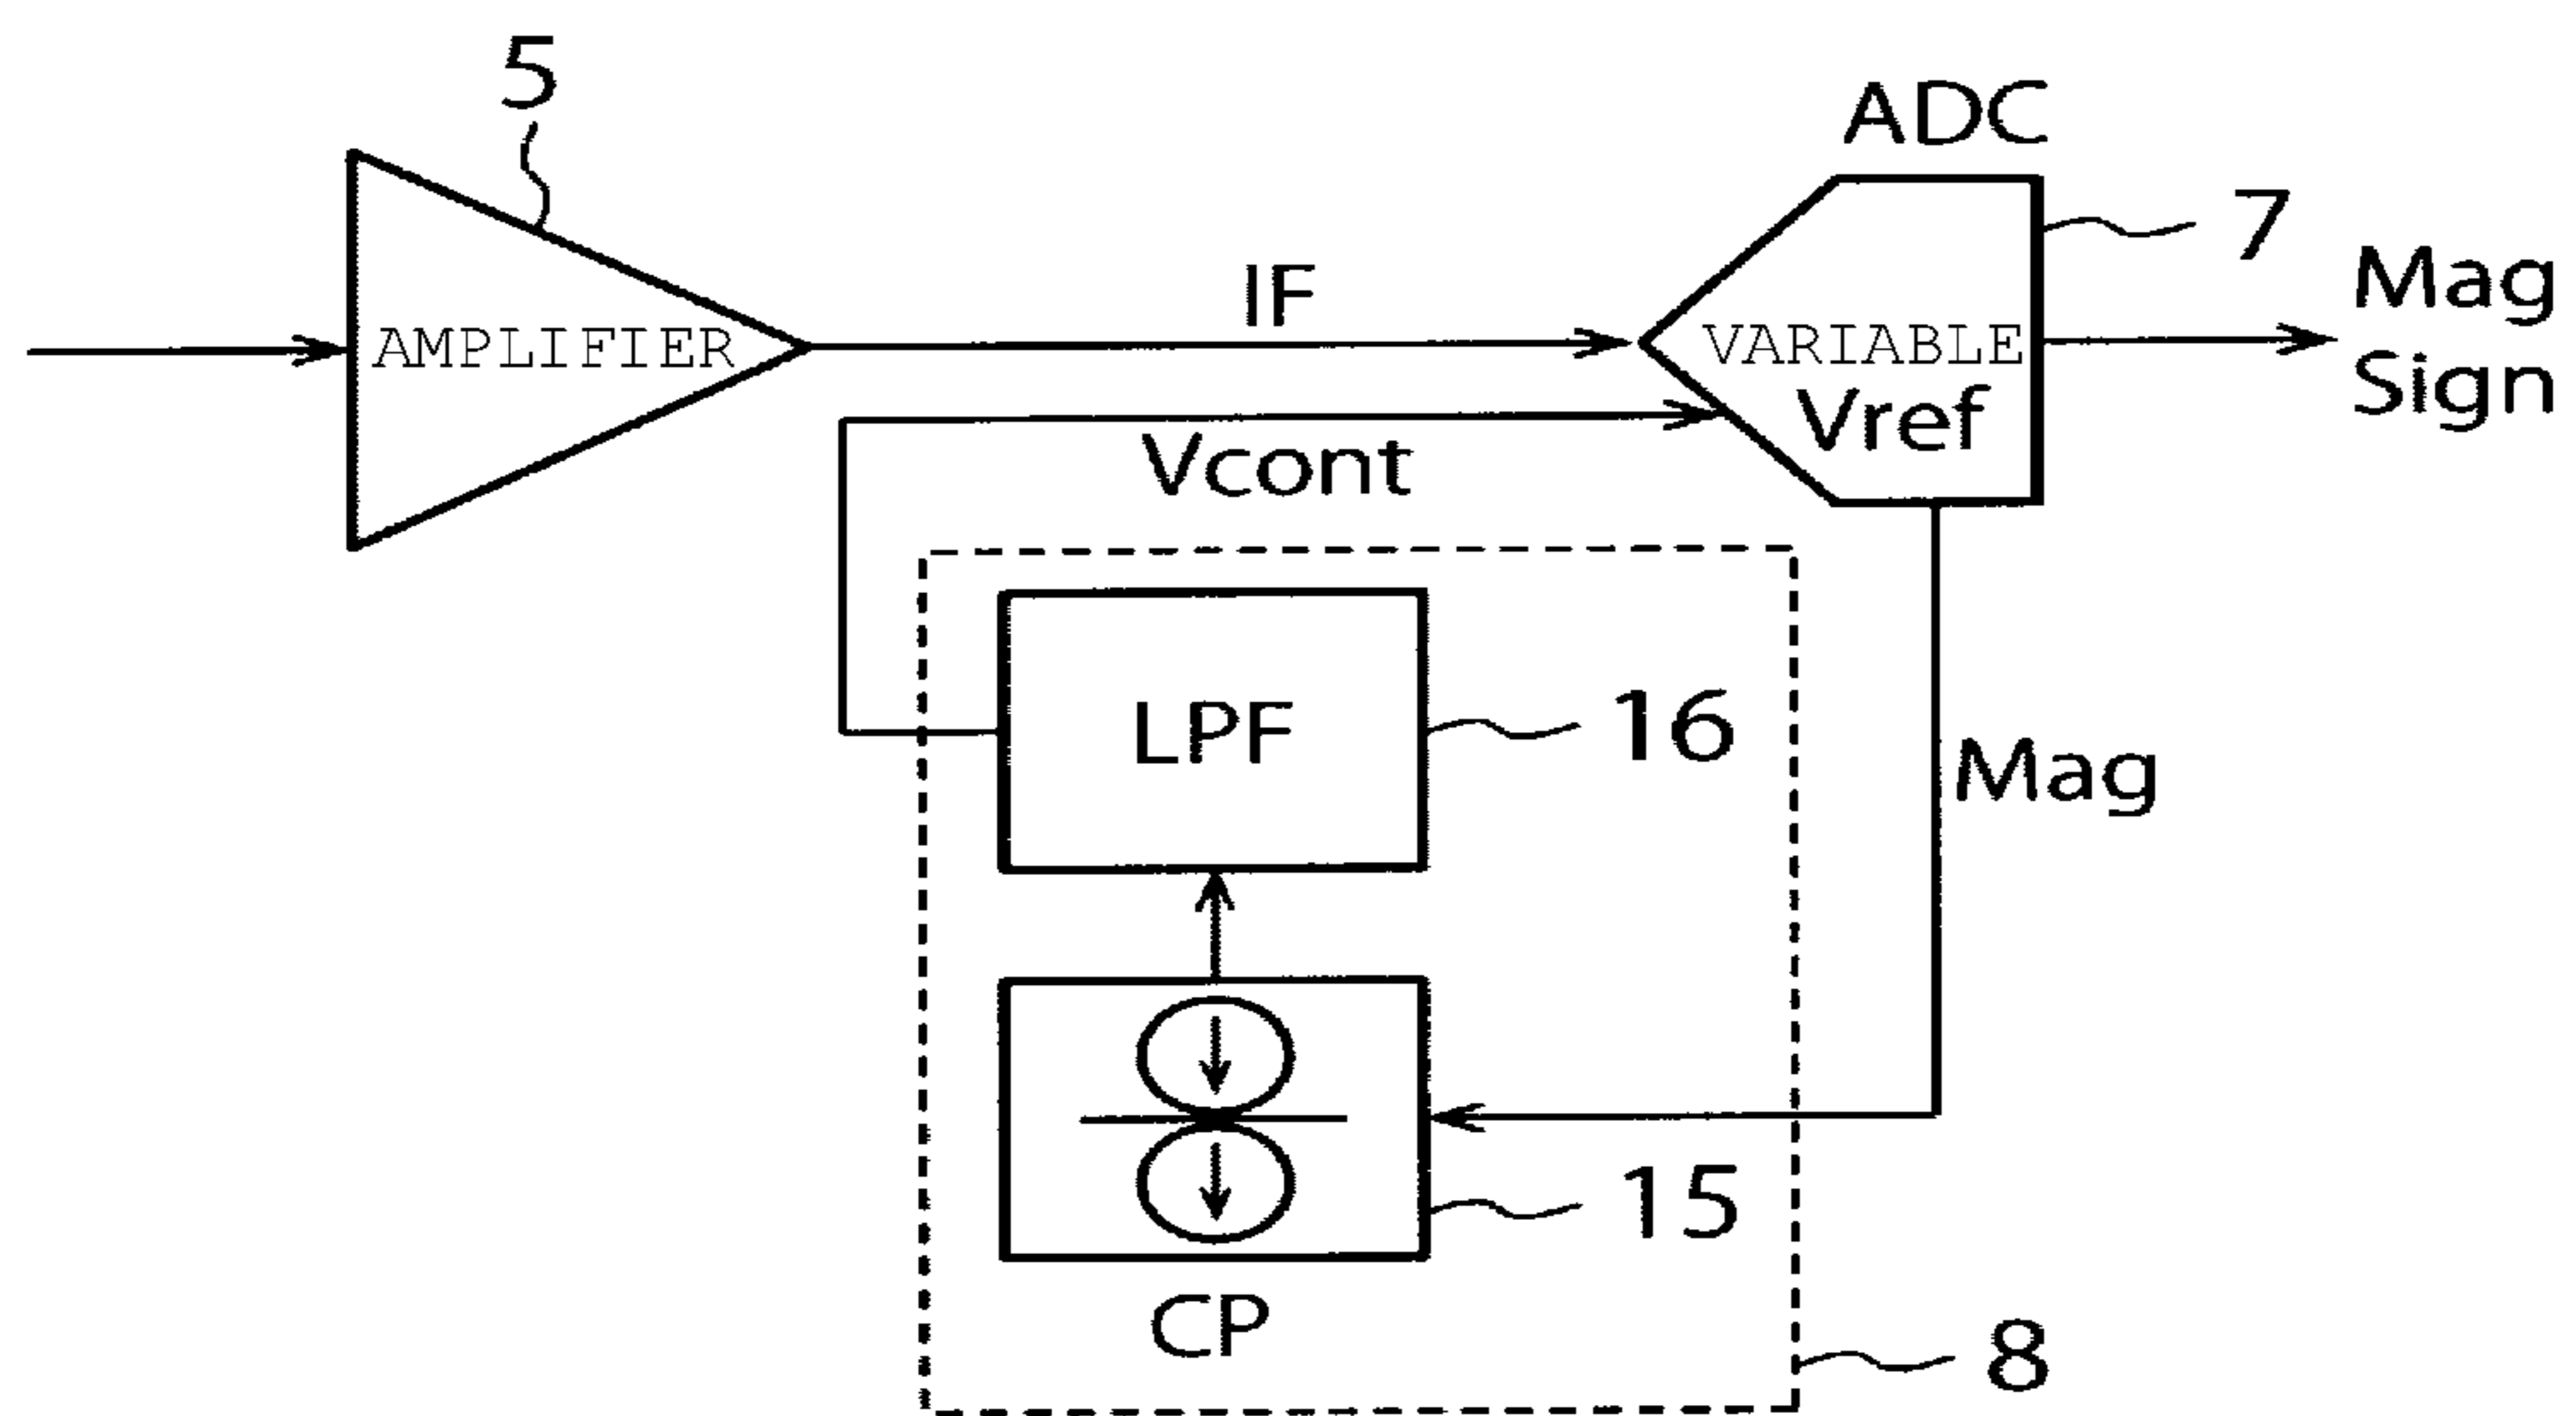 5
ADC
7
AMPLIFIER
IF
VARIABLE
Vref
Mag
Sign
Vcont
LPF
16
Mag
15
CP
8